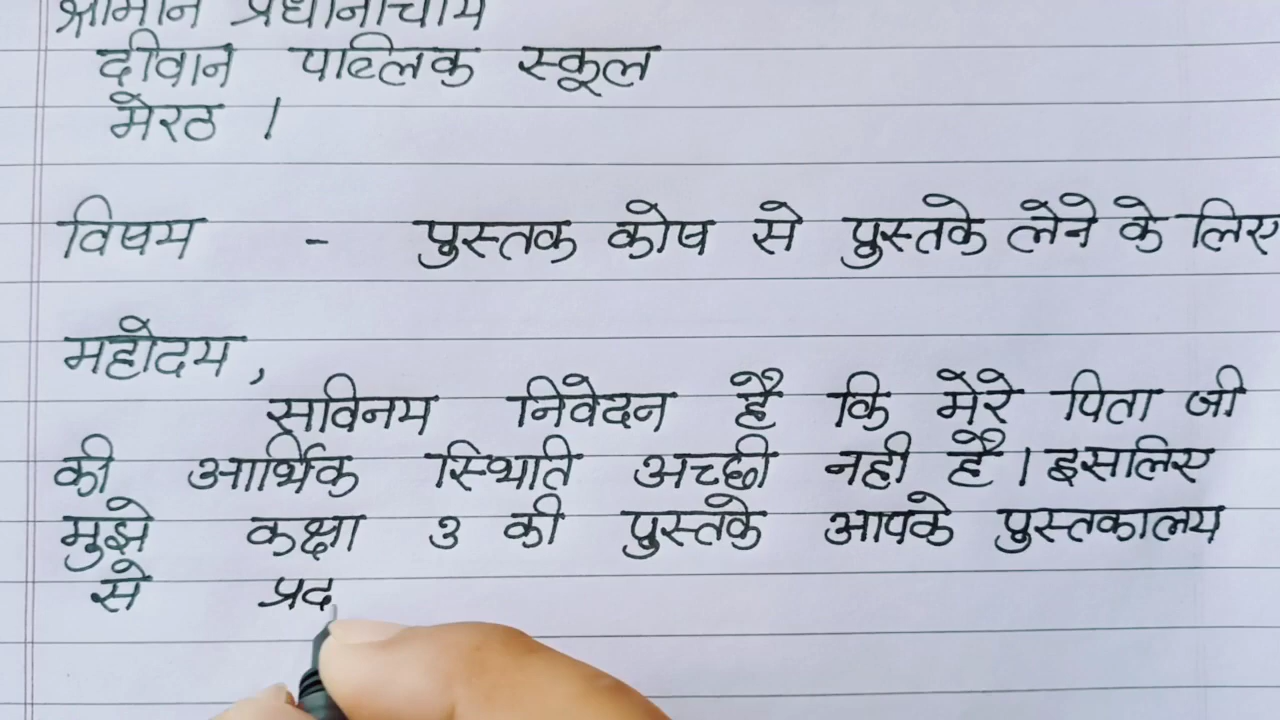 श्रीमान प्रधानाचार्य
दीवान पब्लिक स्कूल
मेरठ ।
विषय - पुस्तक कोष से पुस्तके लेने के लिए
महोदय,
सविनय निवेदन है कि मेरे पिता जी
की आर्थिक स्थिति अच्छी नही है । इसलिए
मुझे कक्षा 3 की पुस्तके आपके पुस्तकालय
से प्रद